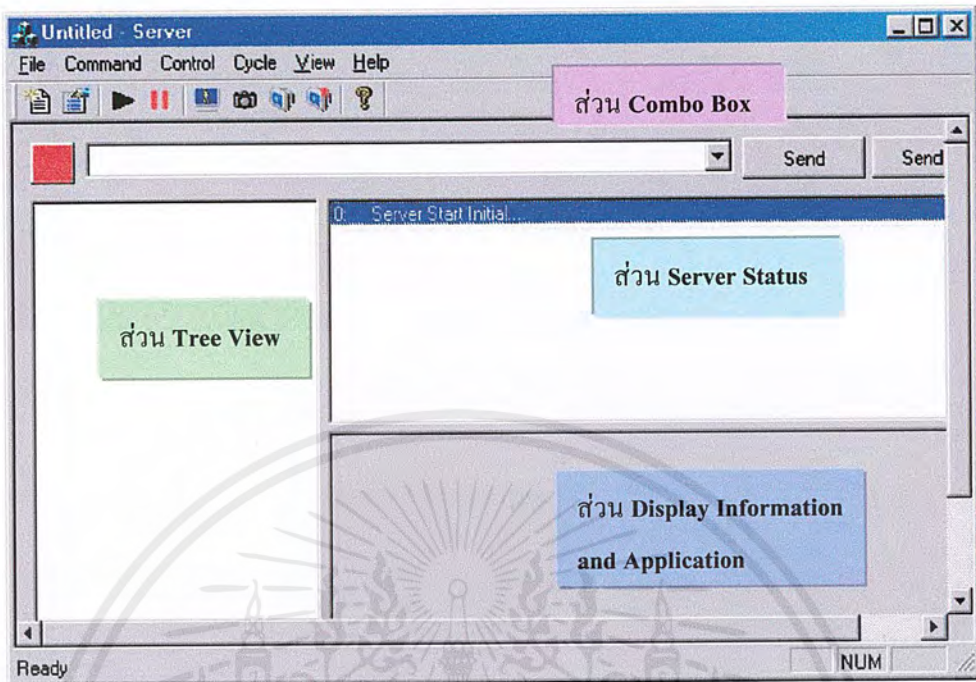 Untitled - Server
File Command Control Cycle View Help
ส่วน Combo Box
Send Send
0: Server Start Initial...
ส่วน Server Status
ส่วน Tree View
ส่วน Display Information
and Application
Ready NUM